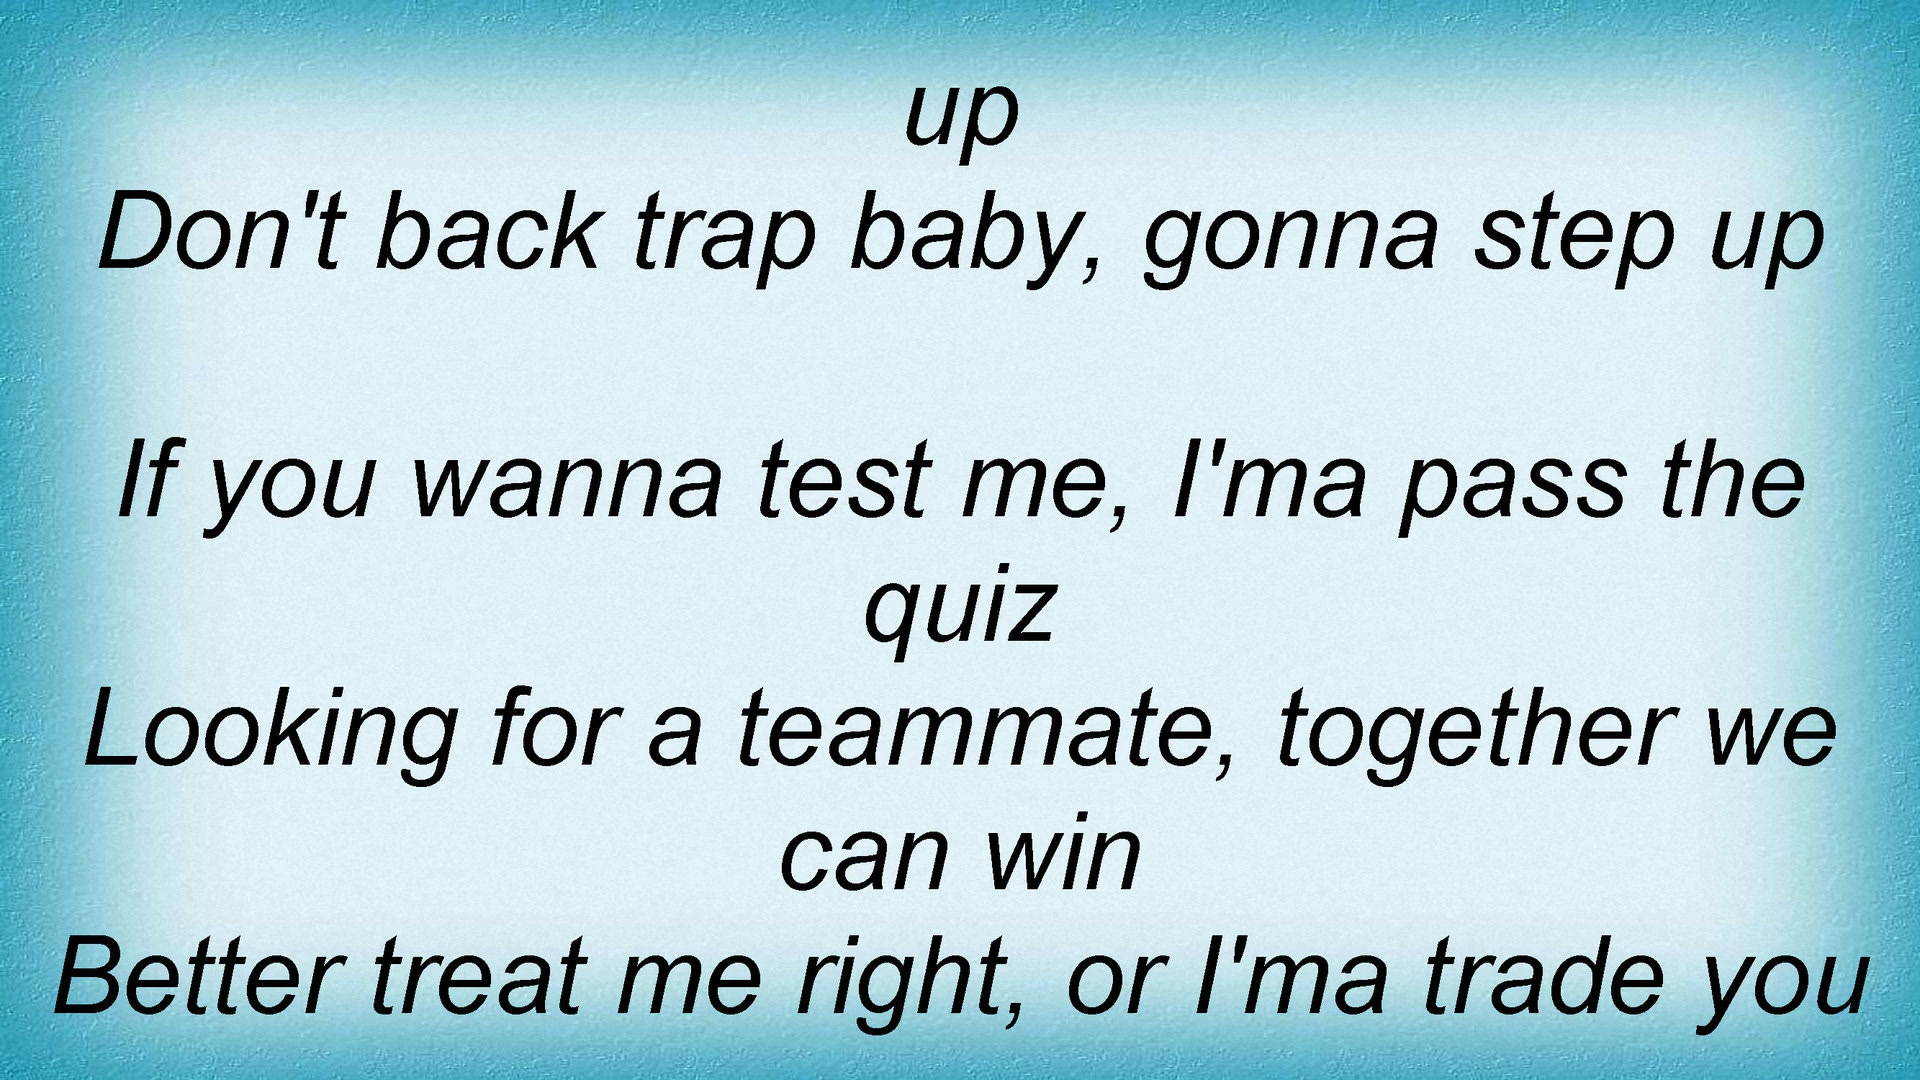 up
Don't back trap baby, gonna step up
If you wanna test me, I'ma pass the
quiz
Looking for a teammate, together we
can win
Better treat me right, or I'ma trade you